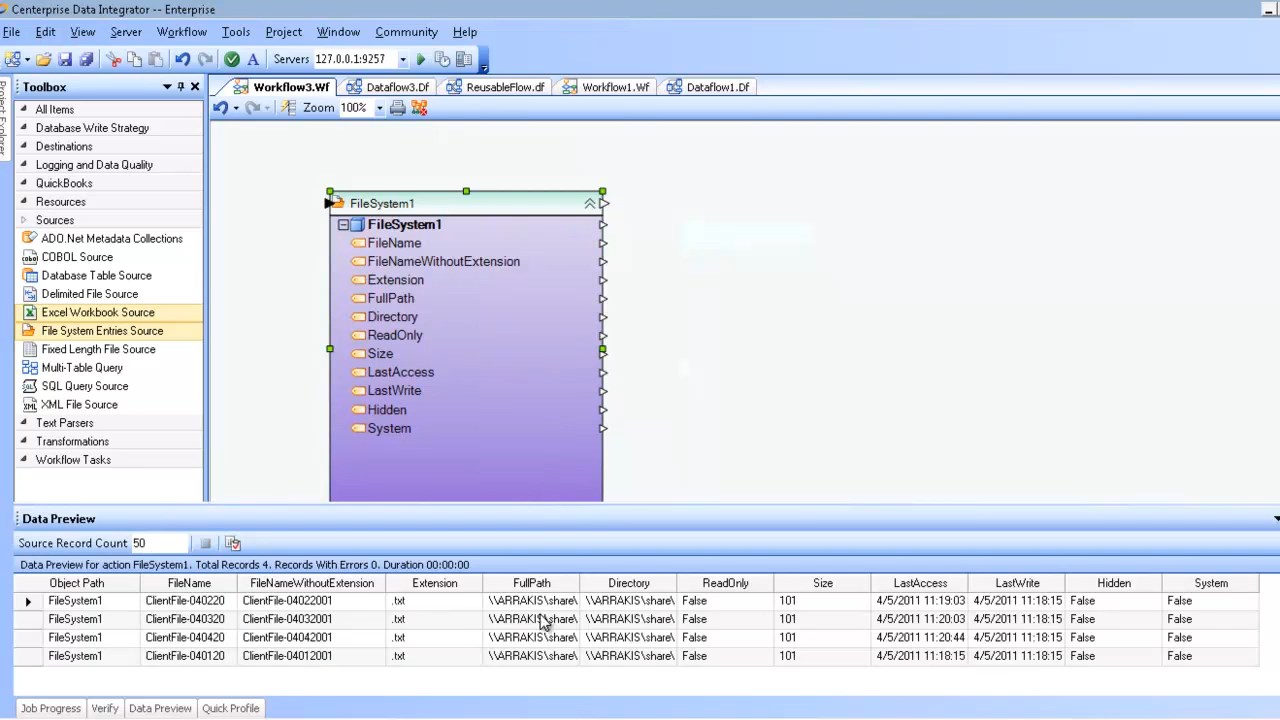 Centerprise Data Integrator -- Enterprise
File Edit View Server Workflow Tools Project Window Community Help
Servers 127.0.0.1:9257
Project Explorer
Toolbox
All Items
Database Write Strategy
Destinations
Logging and Data Quality
QuickBooks
Resources
Sources
ADO.Net Metadata Collections
COBOL Source
Database Table Source
Delimited File Source
Excel Workbook Source
File System Entries Source
Fixed Length File Source
Multi-Table Query
SQL Query Source
XML File Source
Text Parsers
Transformations
Workflow Tasks
Workflow3.Wf Dataflow3.Df ReusableFlow.df Workflow1.Wf Dataflow1.Df
Zoom 100%
FileSystem1
FileSystem1
FileName
FileNameWithoutExtension
Extension
FullPath
Directory
ReadOnly
Size
LastAccess
LastWrite
Hidden
System
Data Preview
Source Record Count 50
Data Preview for action FileSystem1. Total Records 4. Records With Errors 0. Duration 00:00:00
Object Path FileName FileNameWithoutExtension Extension FullPath Directory ReadOnly Size LastAccess LastWrite Hidden System
FileSystem1 ClientFile-040220 ClientFile-04022001 .txt \\ARRAKIS\share\ \\ARRAKIS\share\ False 101 4/5/2011 11:19:03 4/5/2011 11:18:15 False False
FileSystem1 ClientFile-040320 ClientFile-04032001 .txt \\ARRAKIS\share\ \\ARRAKIS\share\ False 101 4/5/2011 11:20:03 4/5/2011 11:18:15 False False
FileSystem1 ClientFile-040420 ClientFile-04042001 .txt \\ARRAKIS\share\ \\ARRAKIS\share\ False 101 4/5/2011 11:20:44 4/5/2011 11:18:15 False False
FileSystem1 ClientFile-040120 ClientFile-04012001 .txt \\ARRAKIS\share\ \\ARRAKIS\share\ False 101 4/5/2011 11:18:15 4/5/2011 11:18:15 False False
Job Progress Verify Data Preview Quick Profile